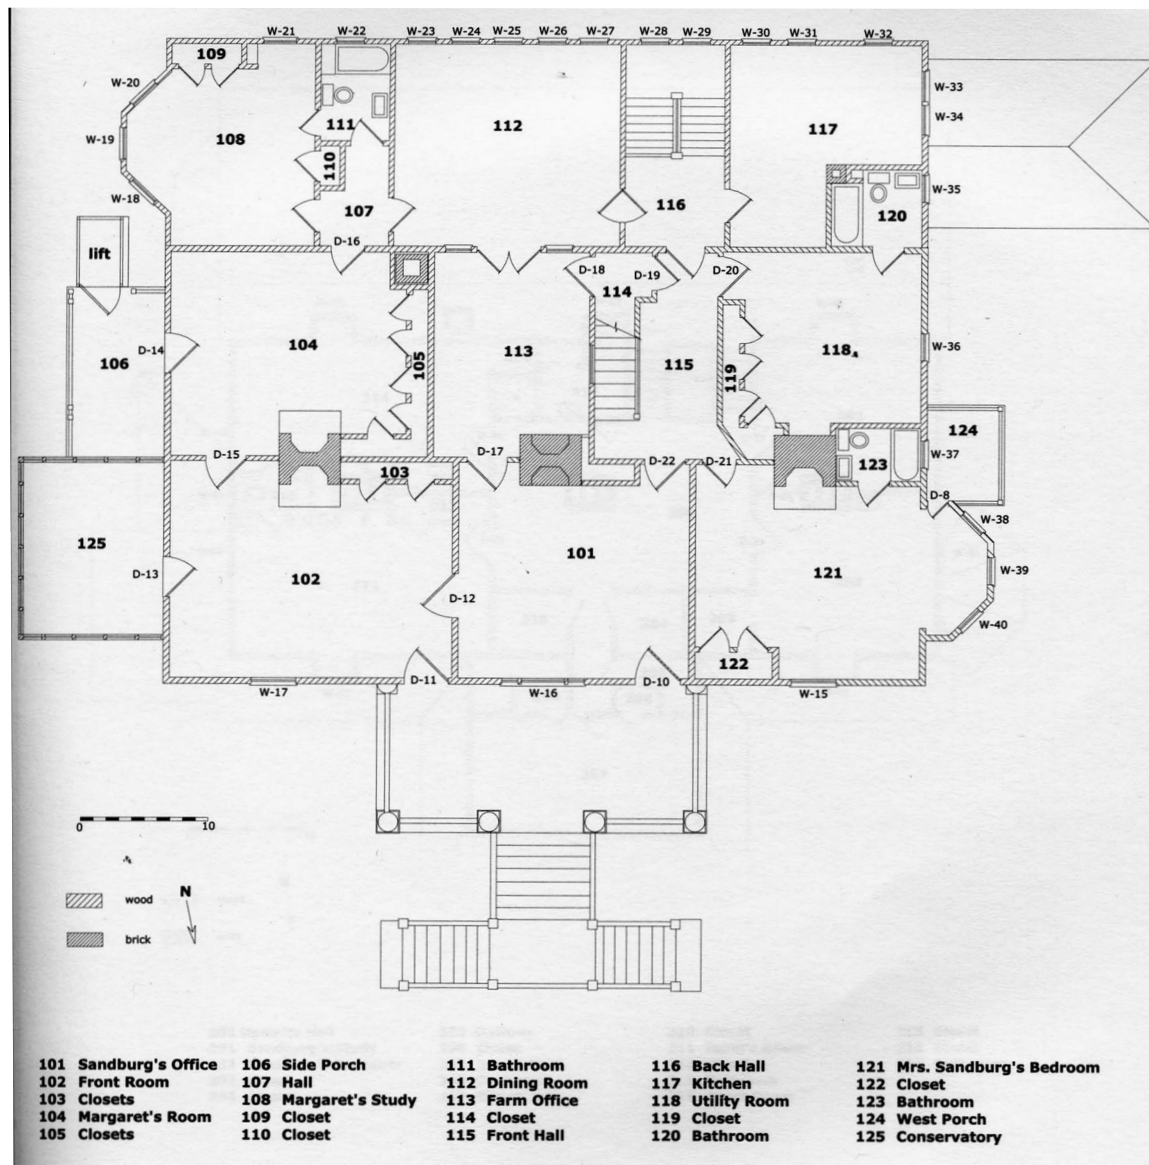 W-21 W-22 W-23 W-24 W-25 W-26 W-27 W-28 W-29 W-30 W-31 W-32
109
W-20
W-33
W-34
W-19
108
111
112
117
110
W-18
W-35
107
116
120
D-16
lift
D-18
D-19
D-20
114
D-14
106
104
105
113
115
119
118A
W-36
124
D-15
D-17
D-22
D-21
W-37
103
123
D-8
W-38
125
101
D-13
102
D-12
121
W-39
W-40
122
D-11
D-10
W-17
W-16
W-15
0 10
wood
N
brick
101 Sandburg's Office
102 Front Room
103 Closets
104 Margaret's Room
105 Closets
106 Side Porch
107 Hall
108 Margaret's Study
109 Closet
110 Closet
111 Bathroom
112 Dining Room
113 Farm Office
114 Closet
115 Front Hall
116 Back Hall
117 Kitchen
118 Utility Room
119 Closet
120 Bathroom
121 Mrs. Sandburg's Bedroom
122 Closet
123 Bathroom
124 West Porch
125 Conservatory